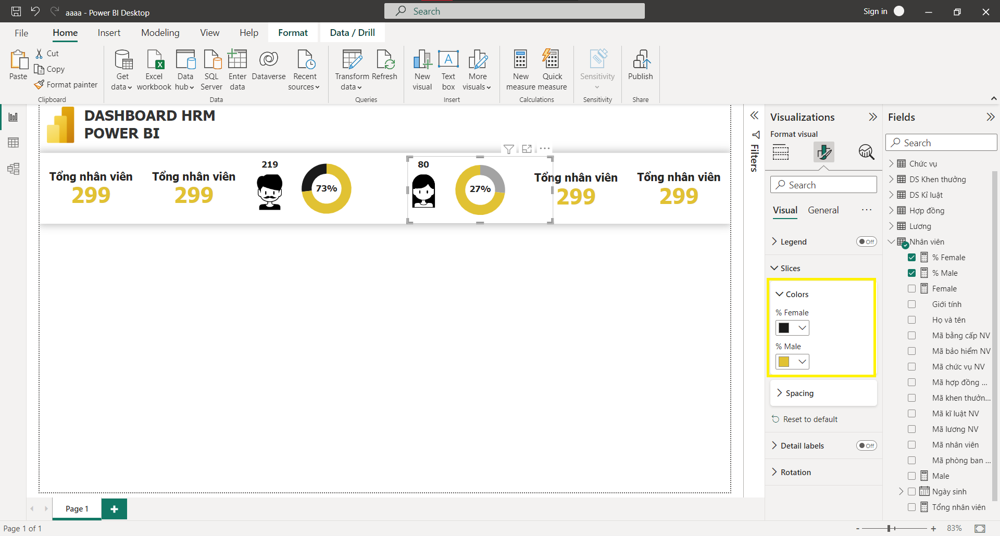 aaaa - Power BI Desktop
Search
Sign in
File Home Insert Modeling View Help Format Data / Drill
Paste
Cut
Copy
Format painter
Clipboard
Get data
Excel workbook
Data hub
SQL Server
Enter data
Dataverse
Recent sources
Data
Transform data
Refresh
Queries
New visual
Text box
More visuals
Insert
New measure
Quick measure
Calculations
Sensitivity
Sensitivity
Publish
Share
DASHBOARD HRM
POWER BI
Tổng nhân viên
299
Tổng nhân viên
299
219
73%
80
27%
Tổng nhân viên
299
Tổng nhân viên
299
Filters
Visualizations
Format visual
Search
Visual General
Legend Off
Slices
Colors
% Female
% Male
Spacing
Reset to default
Detail labels Off
Rotation
Fields
Search
Chức vụ
DS Khen thưởng
DS Kỉ luật
Hợp đồng
Lương
Nhân viên
% Female
% Male
Female
Giới tính
Họ và tên
Mã bằng cấp NV
Mã bảo hiểm NV
Mã chức vụ NV
Mã hợp đồng ...
Mã khen thưởn...
Mã kĩ luật NV
Mã lương NV
Mã nhân viên
Mã phòng ban ...
Male
Ngày sinh
Tổng nhân viên
Page 1
Page 1 of 1
- + 83%